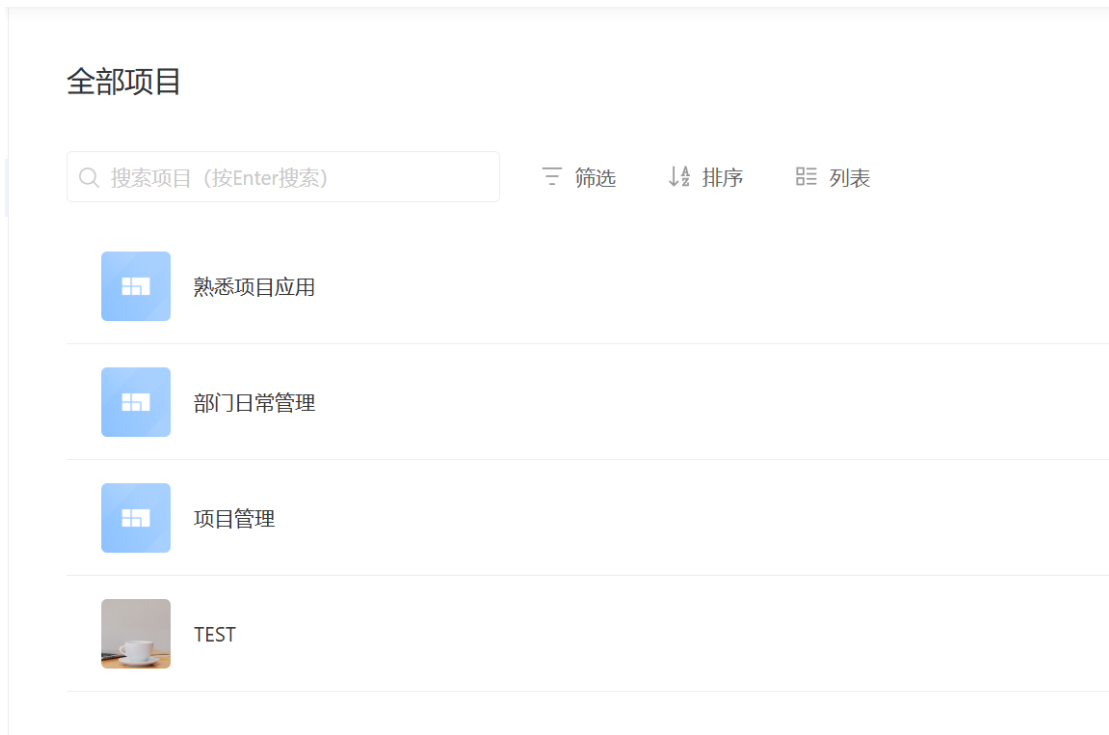 全部项目
搜索项目（按Enter搜索） 筛选 排序 列表
熟悉项目应用
部门日常管理
项目管理
TEST